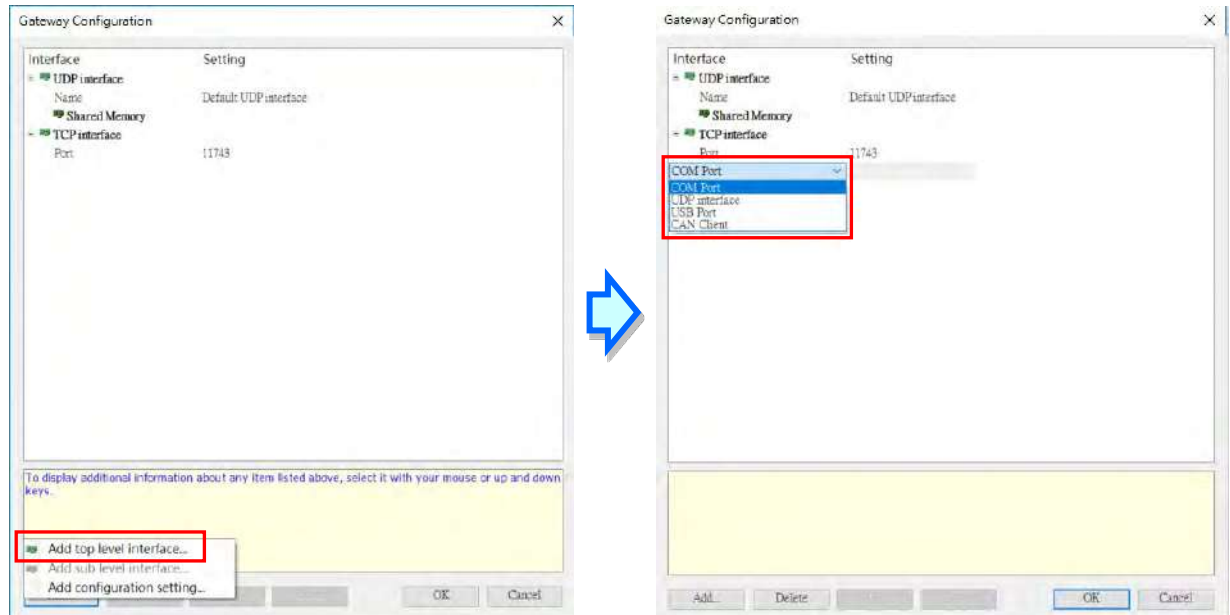 Gateway Configuration
Interface Setting
UDP interface
Name Default UDP interface
Shared Memory
TCP interface
Port 11743
To display additional information about any item listed above, select it with your mouse or up and down
keys.
Add top level interface...
Add sub level interface...
Add configuration setting...
OK Cancel
Gateway Configuration
Interface Setting
UDP interface
Name Default UDP interface
Shared Memory
TCP interface
Port 11743
COM Port
COM Port
UDP interface
USB Port
CAN Client
Add... Delete OK Cancel